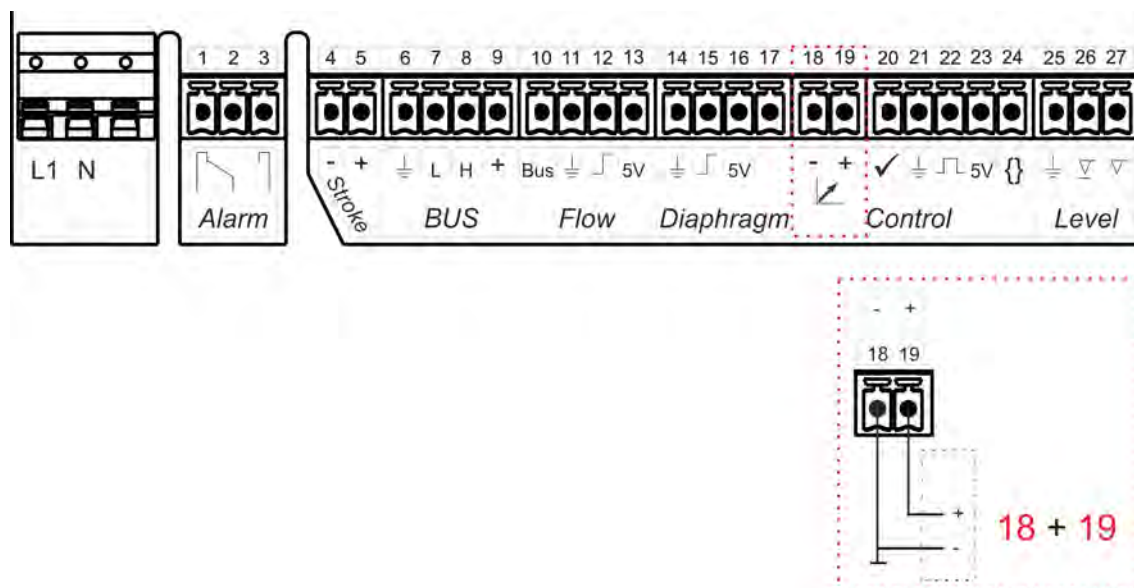 1 2 3 4 5 6 7 8 9 10 11 12 13 14 15 16 17 18 19 20 21 22 23 24 25 26 27
L1 N - + L H + Bus 5V 5V - + ✓ 5V {}
Stroke
Alarm BUS Flow Diaphragm Control Level
- +
18 19
+
18 + 19
-